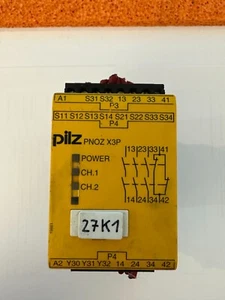 A1 S31 S32 13 23 33 41
P3
S11 S12 S13 S14 S21 S22 S33 S34
P4
pilz PNOZ X3P
POWER
CH.1
CH.2
13 23 33 41
14 24 34 42
27K1
P4
A2 Y30 Y31 Y32 14 24 34 42